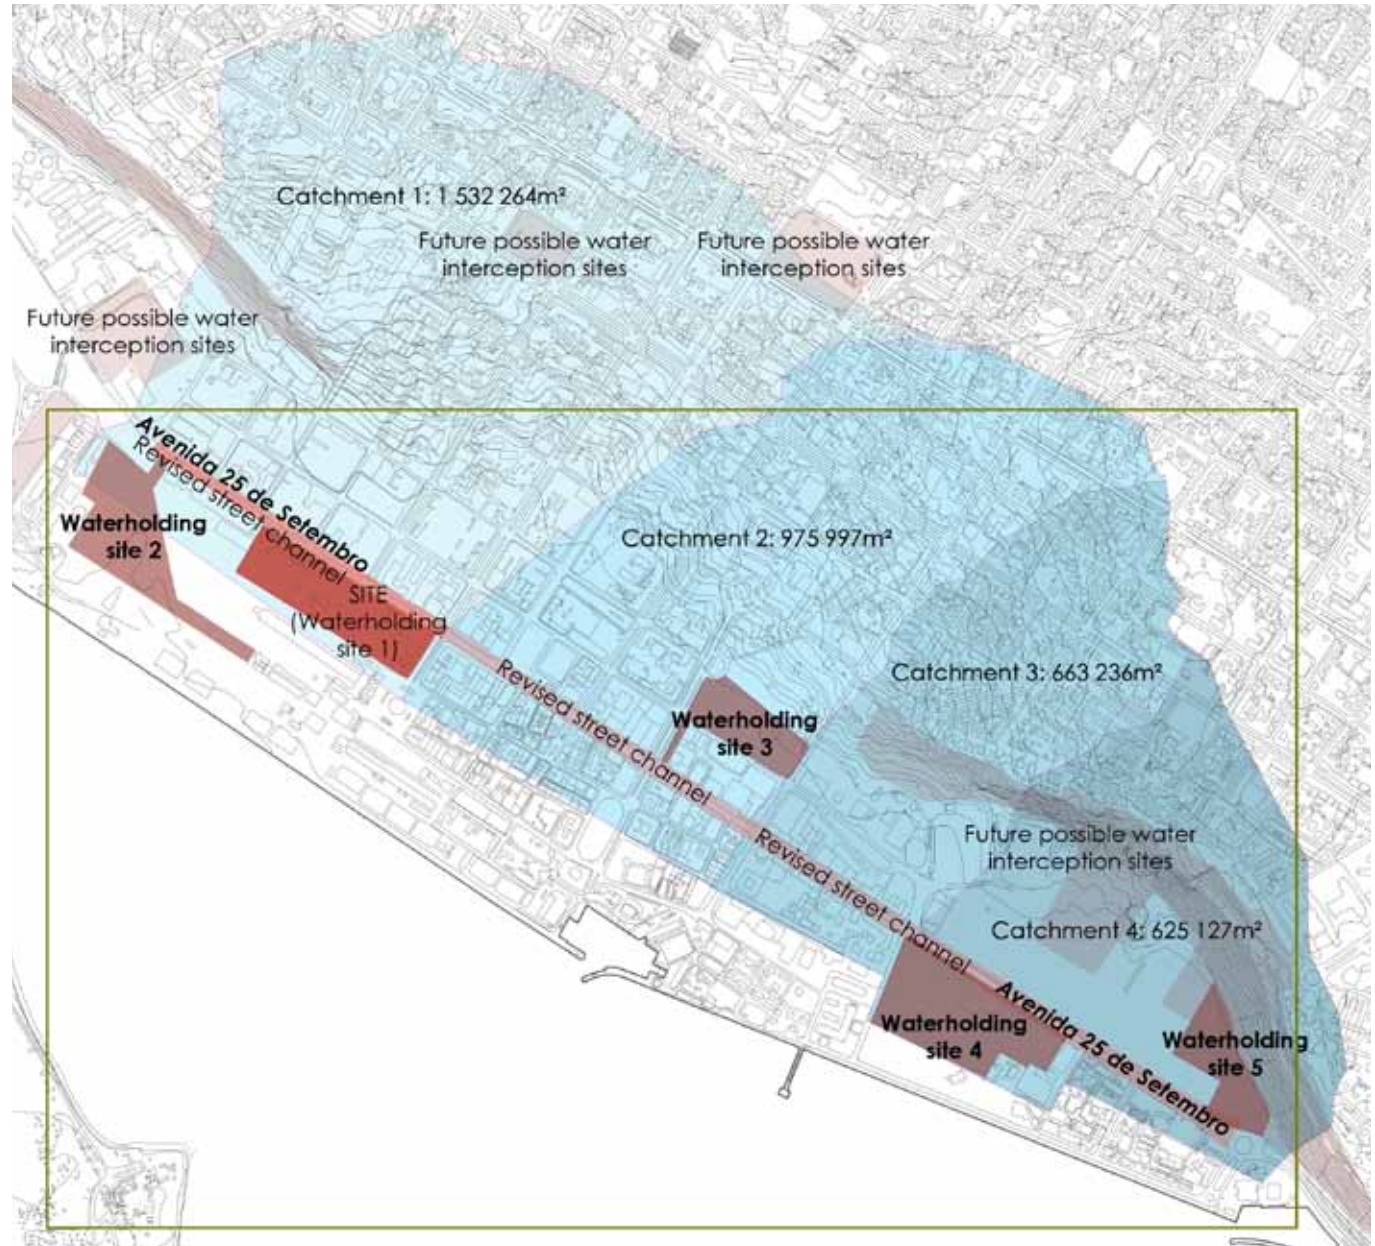 Catchment 1: 1 532 264m²
Future possible water
interception sites
Future possible water
interception sites
Future possible water
interception sites
Avenida 25 de Setembro
Revised street channel
Waterholding
site 2
SITE
(Waterholding
site 1)
Catchment 2: 975 997m²
Revised street channel
Waterholding
site 3
Catchment 3: 663 236m²
Revised street channel
Future possible water
interception sites
Catchment 4: 625 127m²
Waterholding
site 4
Avenida 25 de Setembro
Waterholding
site 5